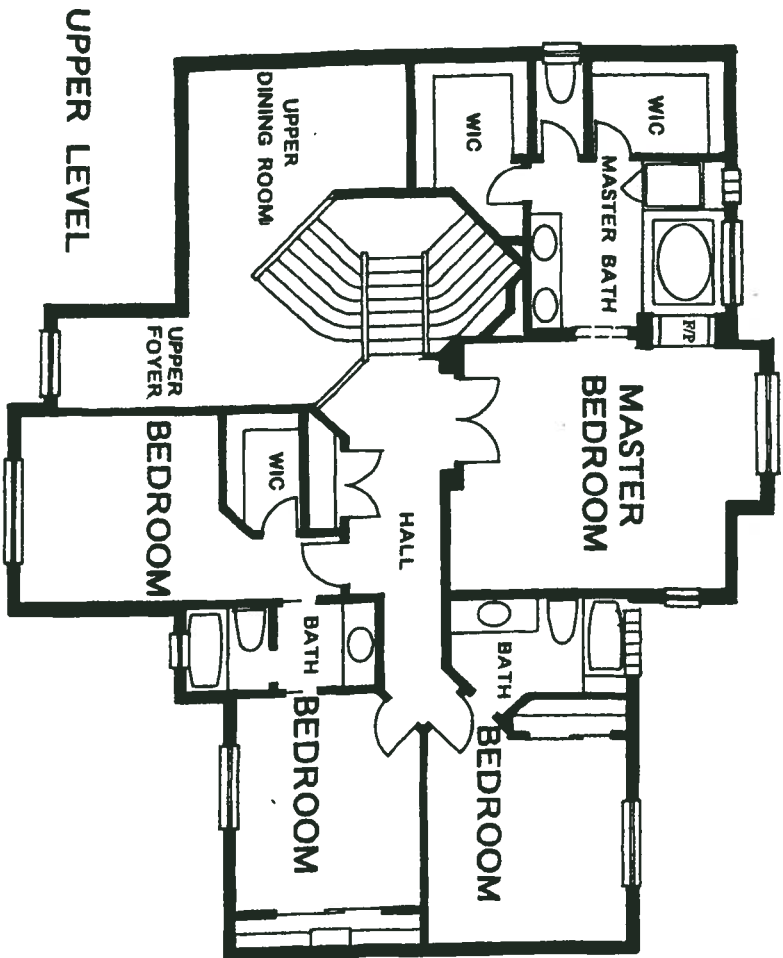 WIC
WIC
MASTER BATH
F/P
UPPER
DINING ROOM
MASTER
BEDROOM
UPPER
FOYER
WIC
HALL
BEDROOM
BATH
BATH
BEDROOM
BEDROOM
UPPER LEVEL